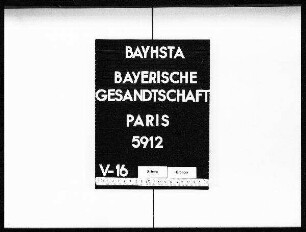 BAYHSTA
BAYERISCHE
GESANDTSCHAFT
PARIS
5912
V-16